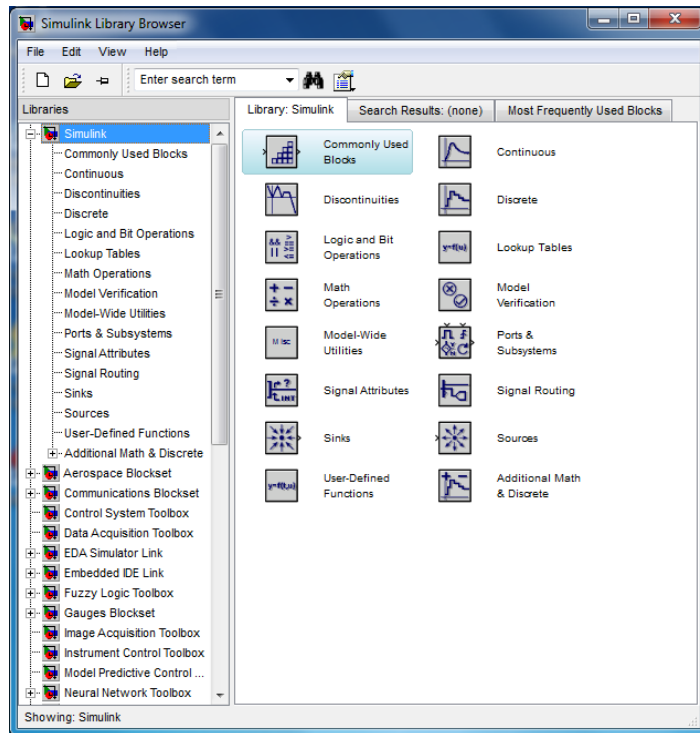 Simulink Library Browser
File Edit View Help
Enter search term
Libraries
Library: Simulink Search Results: (none) Most Frequently Used Blocks
Simulink
Commonly Used Blocks
Continuous
Discontinuities
Discrete
Logic and Bit Operations
Lookup Tables
Math Operations
Model Verification
Model-Wide Utilities
Ports & Subsystems
Signal Attributes
Signal Routing
Sinks
Sources
User-Defined Functions
Additional Math & Discrete
Aerospace Blockset
Communications Blockset
Control System Toolbox
Data Acquisition Toolbox
EDA Simulator Link
Embedded IDE Link
Fuzzy Logic Toolbox
Gauges Blockset
Image Acquisition Toolbox
Instrument Control Toolbox
Model Predictive Control ...
Neural Network Toolbox
Commonly Used
Blocks
Continuous
Discontinuities
Discrete
&& >
|| >=
<=
Logic and Bit
Operations
y=f(u)
Lookup Tables
+ −
÷ ×
Math
Operations
Model
Verification
Misc
Model-Wide
Utilities
Ports &
Subsystems
?
INT
Signal Attributes
Signal Routing
Sinks
Sources
y=f(t,u)
User-Defined
Functions
Additional Math
& Discrete
Showing: Simulink